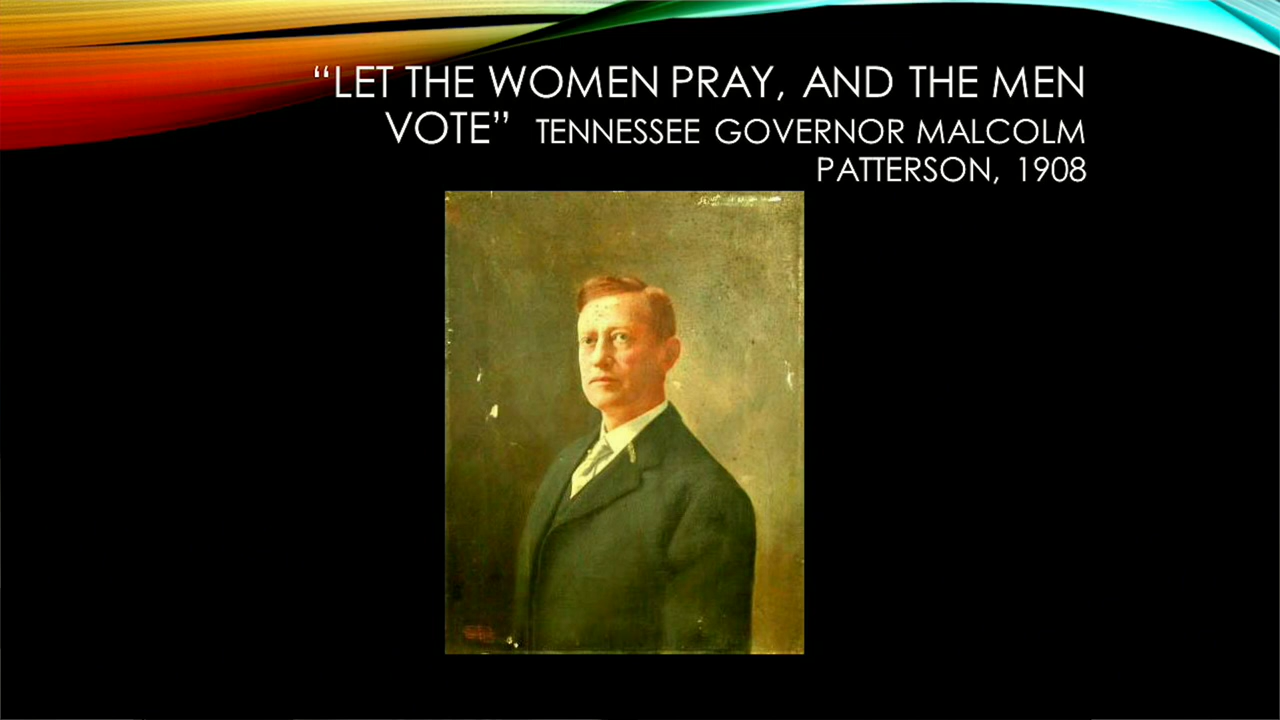 “LET THE WOMEN PRAY, AND THE MEN
VOTE” TENNESSEE GOVERNOR MALCOLM
PATTERSON, 1908